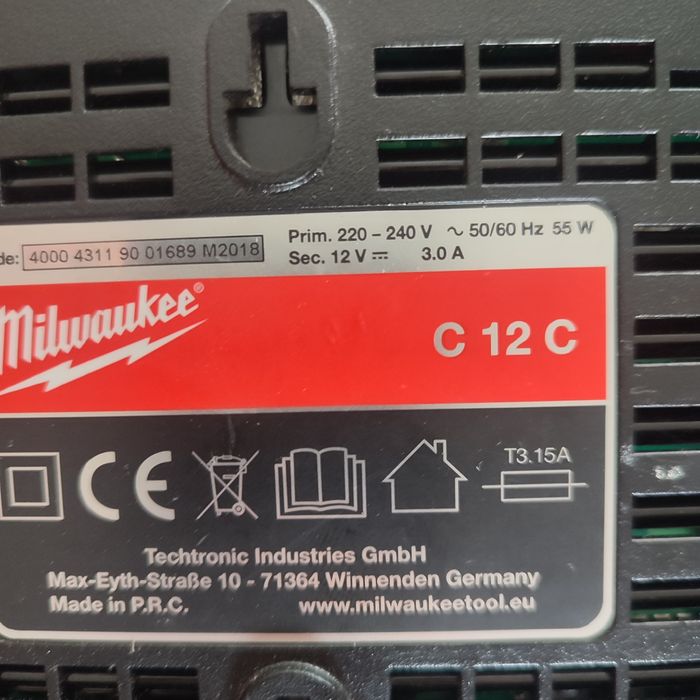 de: 4000 4311 90 01689 M2018
Prim. 220 – 240 V ~ 50/60 Hz 55 W
Sec. 12 V ⎓ 3.0 A
Milwaukee®
C 12 C
CE
T3.15A
Techtronic Industries GmbH
Max-Eyth-Straße 10 - 71364 Winnenden Germany
Made in P.R.C. www.milwaukeetool.eu